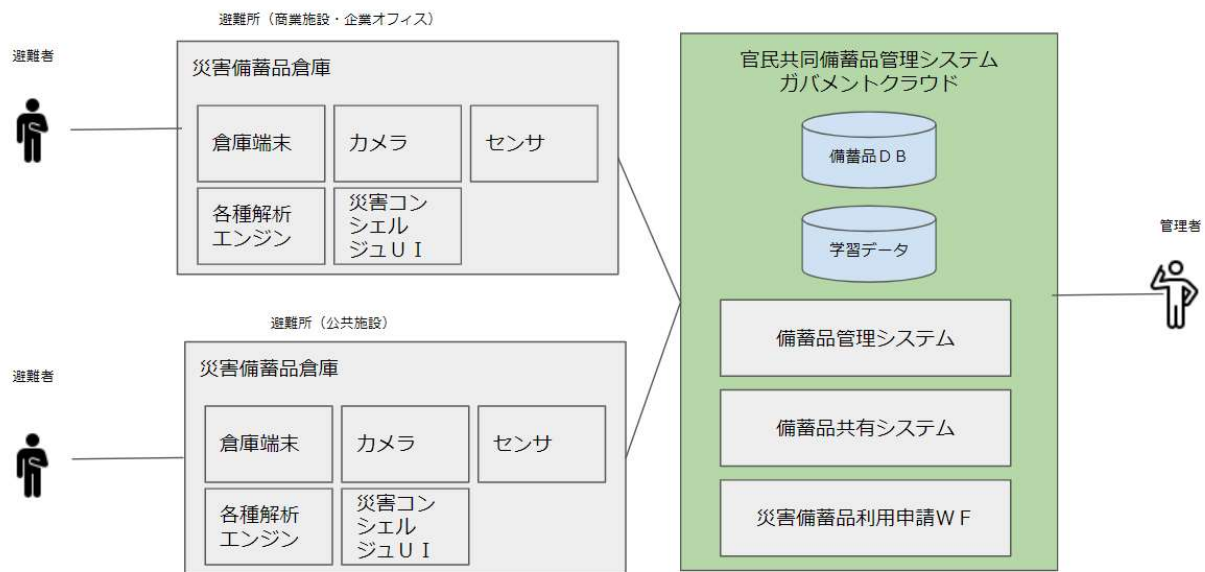 避難所（商業施設・企業オフィス）
避難者
災害備蓄品倉庫
倉庫端末
カメラ
センサ
各種解析
エンジン
災害コン
シェル
ジュＵＩ
避難所（公共施設）
避難者
災害備蓄品倉庫
倉庫端末
カメラ
センサ
各種解析
エンジン
災害コン
シェル
ジュＵＩ
官民共同備蓄品管理システム
ガバメントクラウド
備蓄品ＤＢ
学習データ
備蓄品管理システム
備蓄品共有システム
災害備蓄品利用申請ＷＦ
管理者